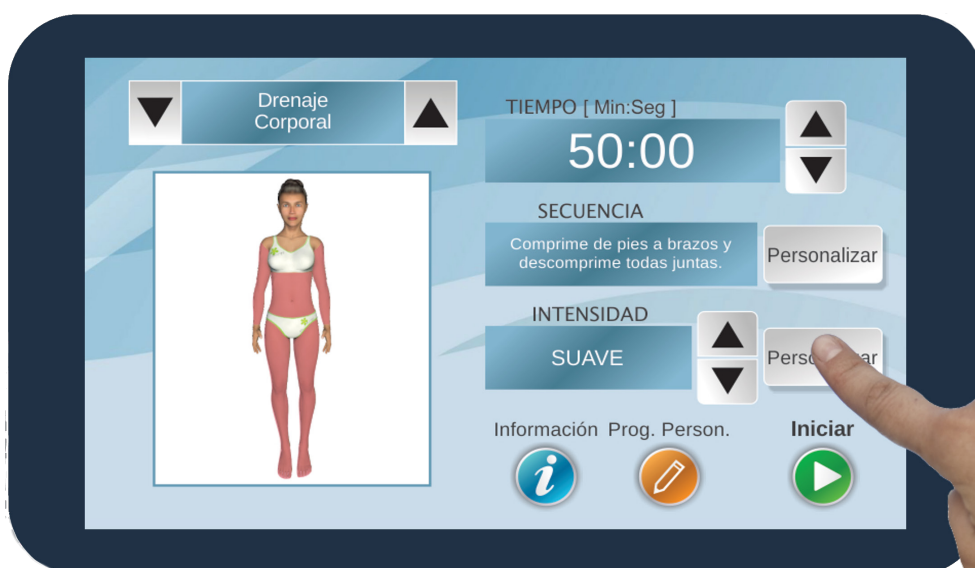 Drenaje
Corporal
TIEMPO [ Min:Seg ]
50:00
SECUENCIA
Comprime de pies a brazos y
descomprime todas juntas.
Personalizar
INTENSIDAD
SUAVE
Información
Prog. Person.
Iniciar